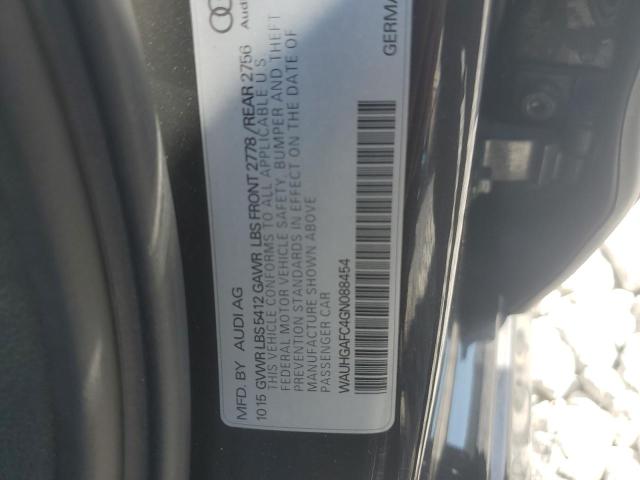 MFD. BY AUDI AG
10 15 GVWR LBS 5412 GAWR LBS FRONT 2778 / REAR 2756
THIS VEHICLE CONFORMS TO ALL APPLICABLE U S
FEDERAL MOTOR VEHICLE SAFETY, BUMPER AND THEFT
PREVENTION STANDARDS IN EFFECT ON THE DATE OF
MANUFACTURE SHOWN ABOVE
PASSENGER CAR
WAUHGAFC4GN088454
Audi
GERMA